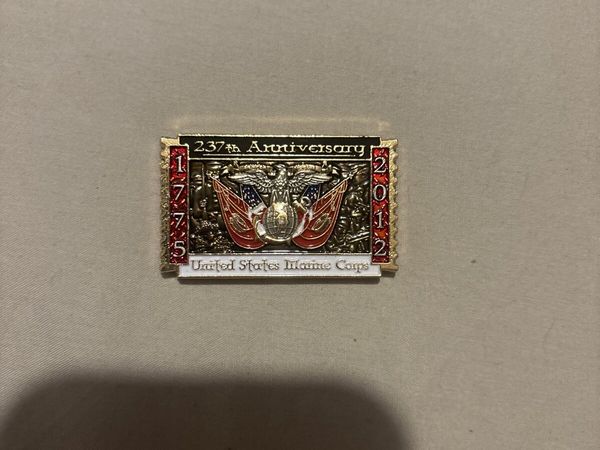 237th Anniversary
1775
2012
United States Marine Corps